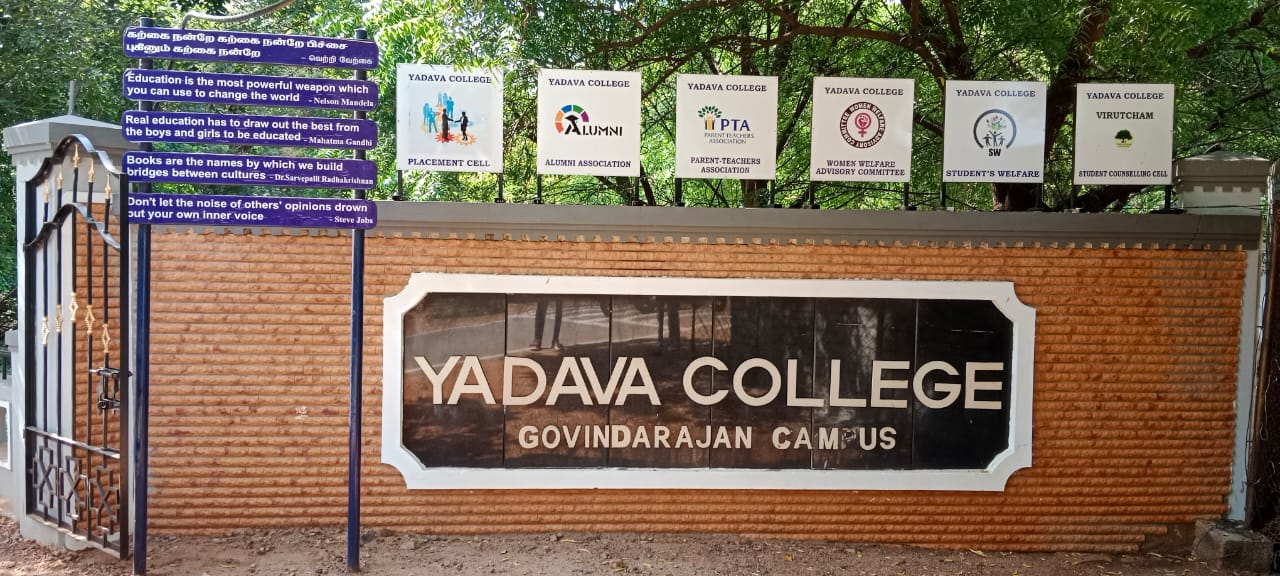 கற்கை நன்றே கற்கை நன்றே பிச்சை
புகினும் கற்கை நன்றே
- வெற்றி வேற்கை
Education is the most powerful weapon which
you can use to change the world - Nelson Mandela
Real education has to draw out the best from
the boys and girls to be educated - Mahatma Gandhi
Books are the names by which we build
bridges between cultures - Dr.Sarvepalli Radhakrishnan
Don't let the noise of others' opinions drown
out your own inner voice - Steve Jobs
YADAVA COLLEGE
PLACEMENT CELL
YADAVA COLLEGE
ALUMNI
ALUMNI ASSOCIATION
YADAVA COLLEGE
PTA
PARENT TEACHERS
ASSOCIATION
PARENT-TEACHERS
ASSOCIATION
YADAVA COLLEGE
WOMEN WELFARE
ADVISORY COMMITTEE
WOMEN WELFARE
ADVISORY COMMITTEE
YADAVA COLLEGE
SW
STUDENT'S WELFARE
YADAVA COLLEGE
VIRUTCHAM
STUDENT COUNSELLING CELL
YADAVA COLLEGE
GOVINDARAJAN CAMPUS